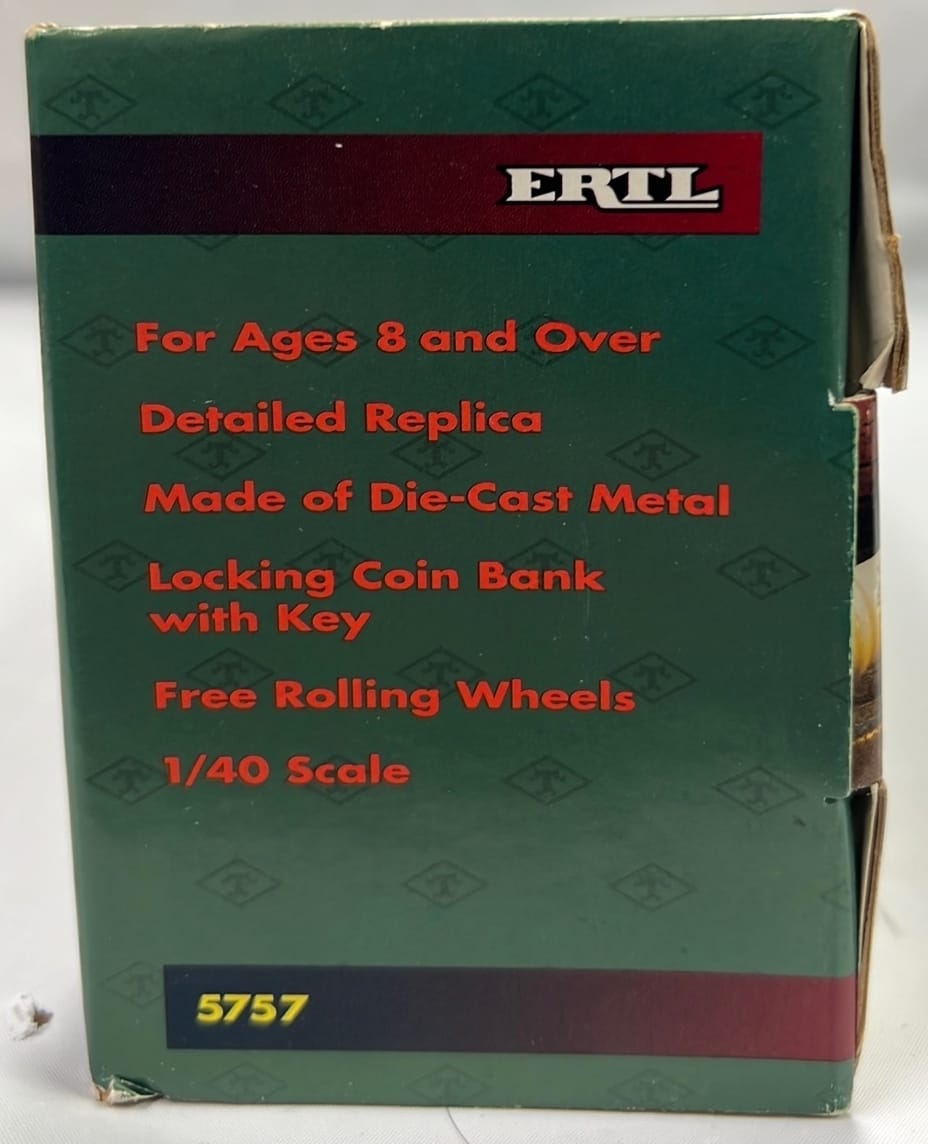 ERTL
For Ages 8 and Over
Detailed Replica
Made of Die-Cast Metal
Locking Coin Bank
with Key
Free Rolling Wheels
1/40 Scale
5757